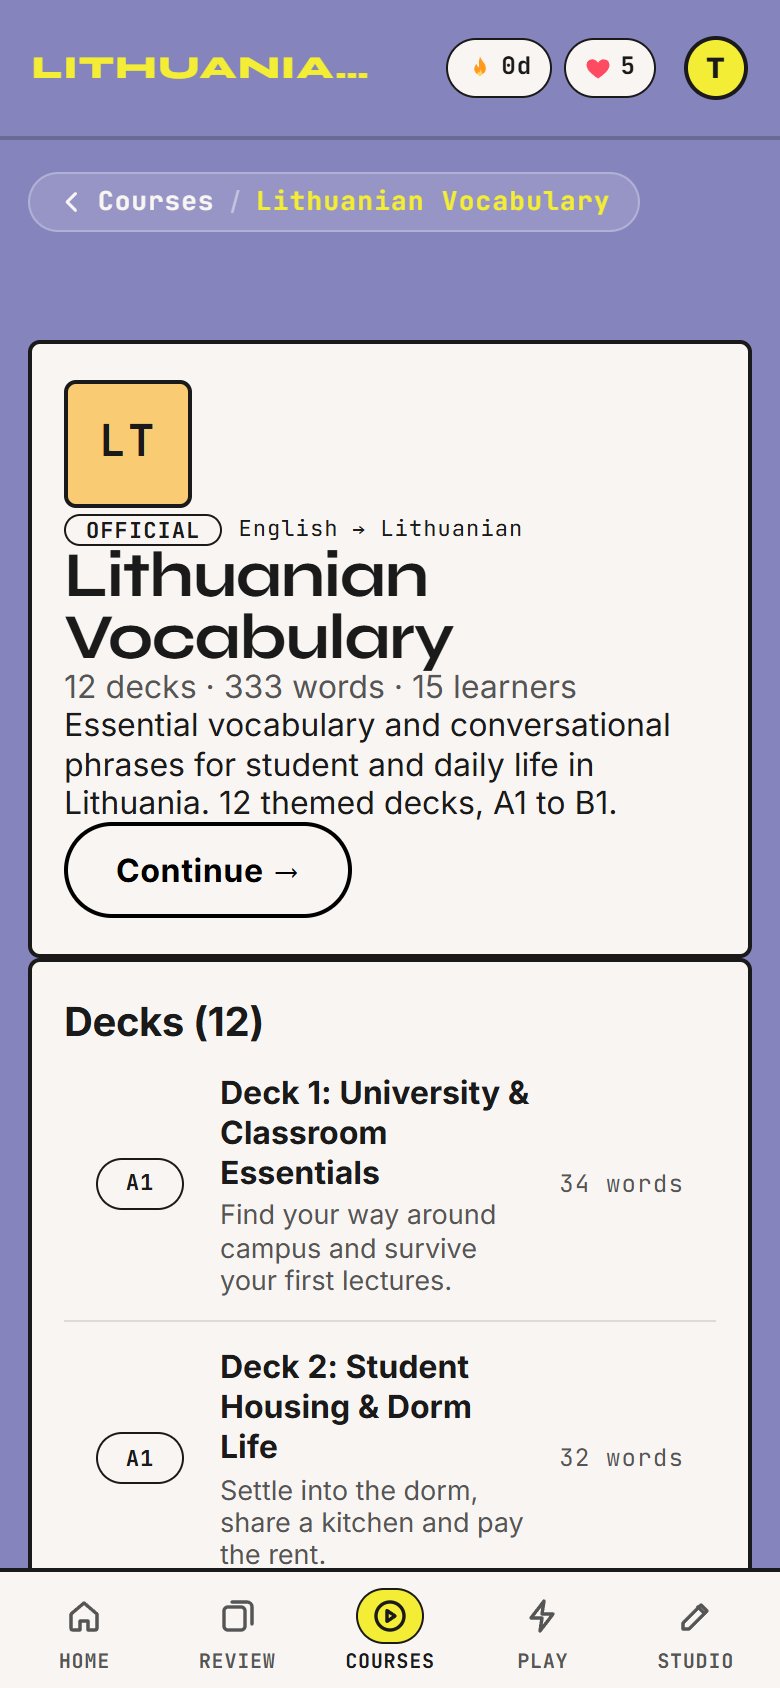 LITHUANIA...
0d
5
T
Courses / Lithuanian Vocabulary
LT
OFFICIAL English → Lithuanian
Lithuanian
Vocabulary
12 decks · 333 words · 15 learners
Essential vocabulary and conversational
phrases for student and daily life in
Lithuania. 12 themed decks, A1 to B1.
Continue →
Decks (12)
A1
Deck 1: University &
Classroom
Essentials
Find your way around
campus and survive
your first lectures.
34 words
A1
Deck 2: Student
Housing & Dorm
Life
Settle into the dorm,
share a kitchen and pay
the rent.
32 words
HOME
REVIEW
COURSES
PLAY
STUDIO